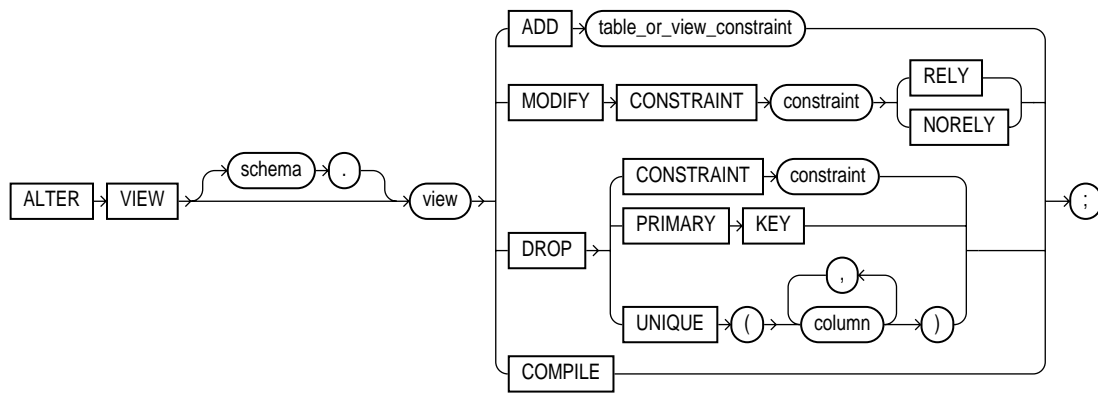 ADD table_or_view_constraint
MODIFY CONSTRAINT constraint RELY
NORELY
ALTER VIEW schema . view ;
DROP CONSTRAINT constraint
PRIMARY KEY
UNIQUE ( column , )
COMPILE